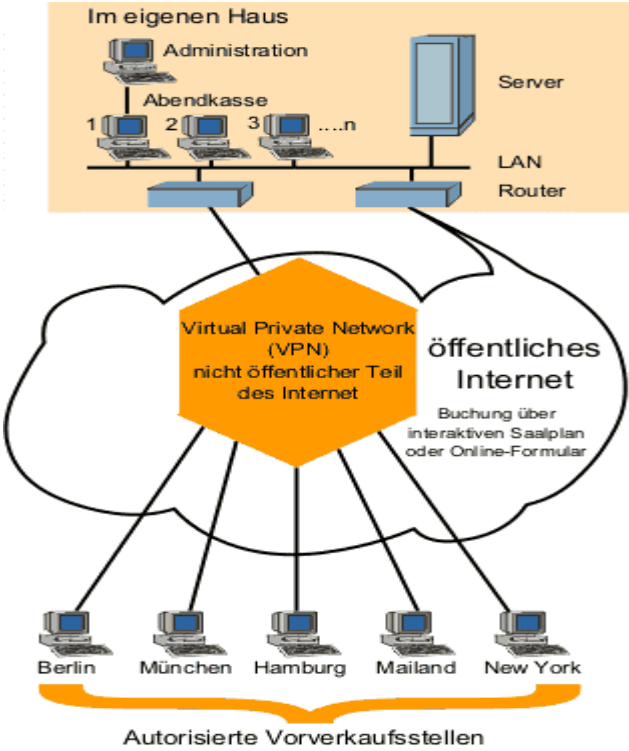 Im eigenen Haus
Administration
Abendkasse
1 2 3 ....n
Server
LAN
Router
Virtual Private Network
(VPN)
nicht öffentlicher Teil
des Internet
öffentliches
Internet
Buchung über
interaktiven Saalplan
oder Online-Formular
Berlin München Hamburg Mailand New York
Autorisierte Vorverkaufsstellen